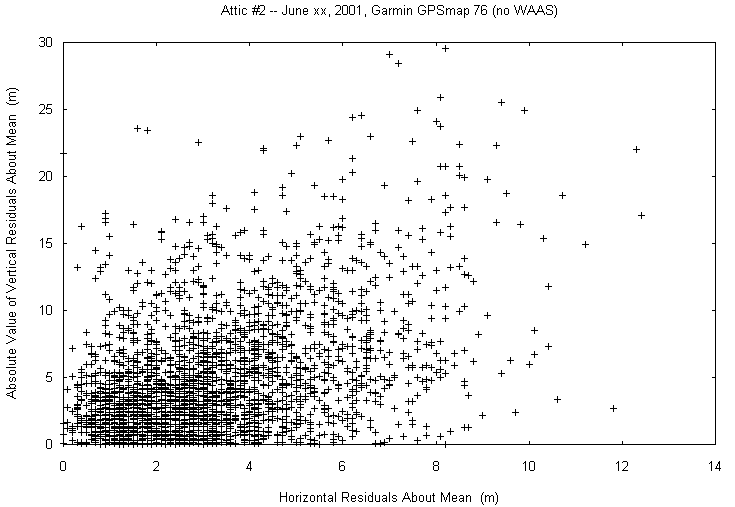 Attic #2 -- June xx, 2001, Garmin GPSmap 76 (no WAAS)
30
25
20
15
10
5
0
Absolute Value of Vertical Residuals About Mean (m)
0 2 4 6 8 10 12 14
Horizontal Residuals About Mean (m)